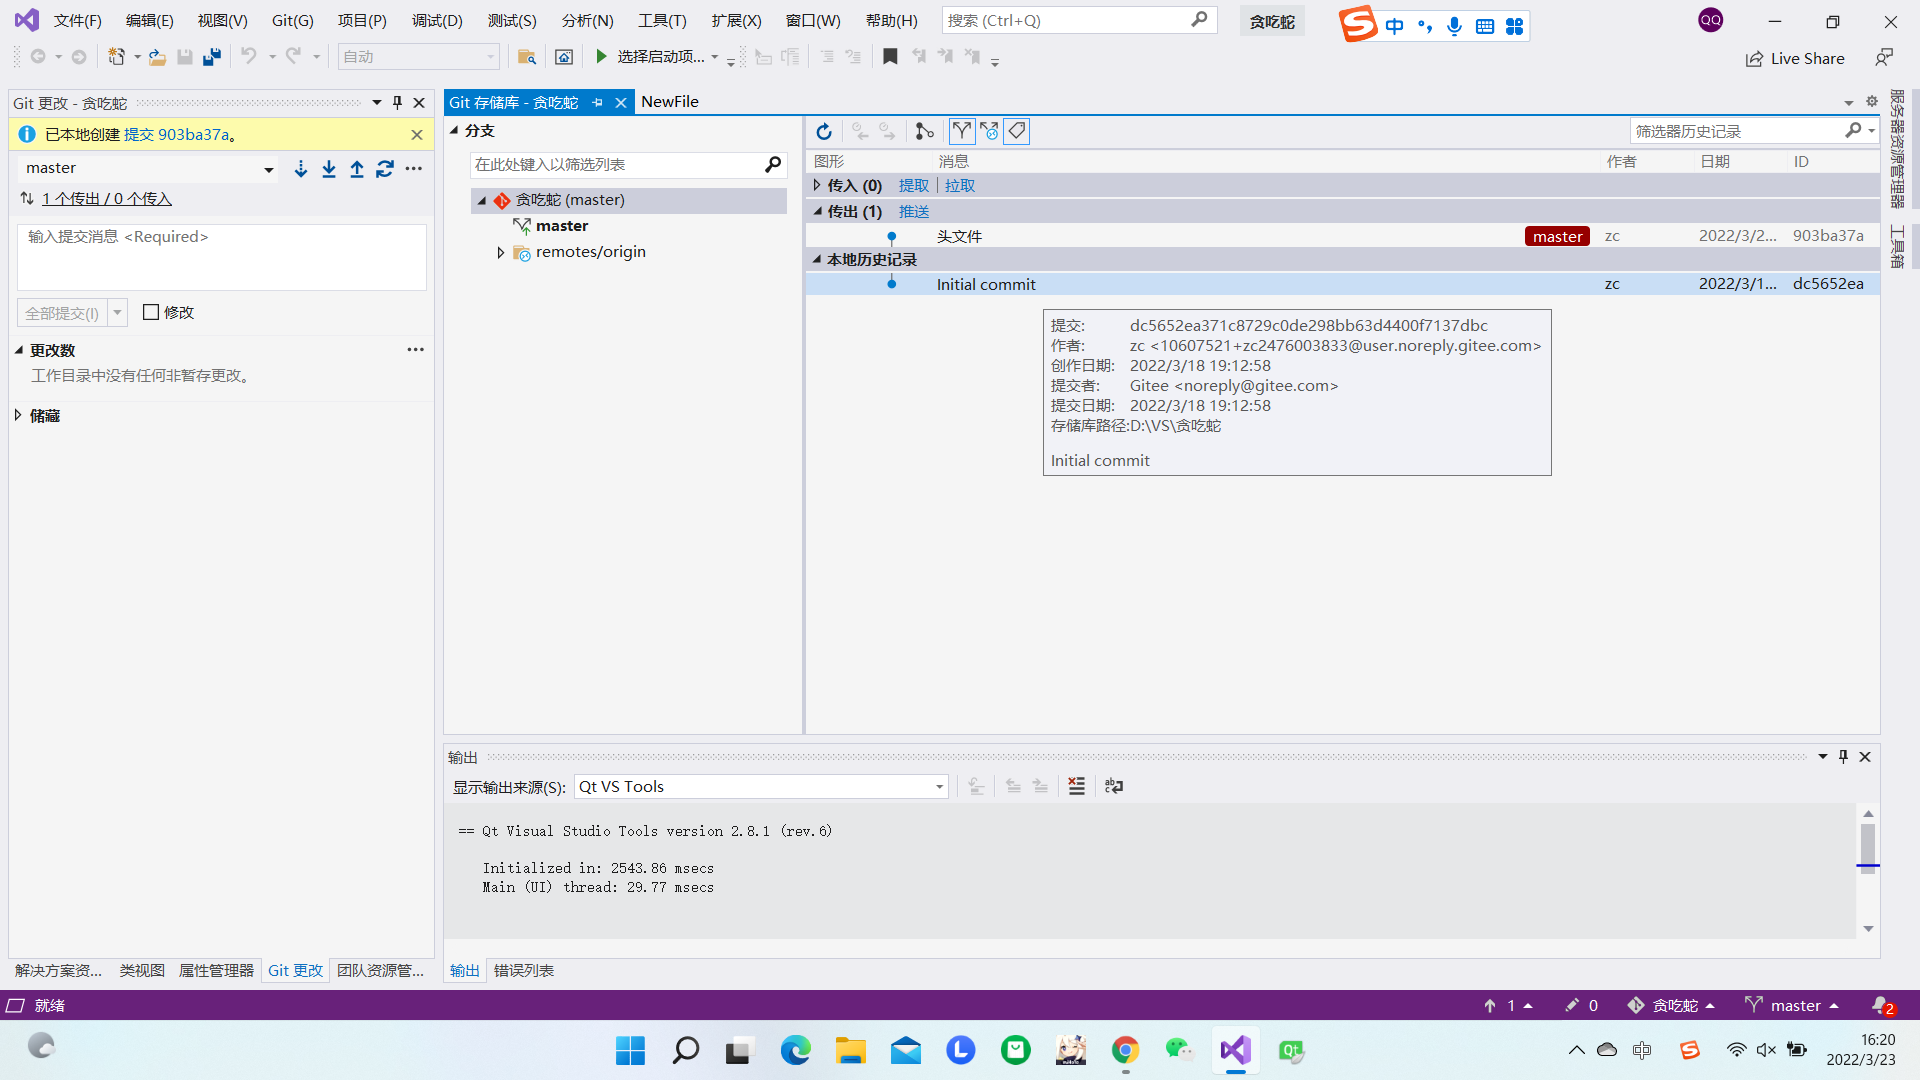 文件(F) 编辑(E) 视图(V) Git(G) 项目(P) 调试(D) 测试(S) 分析(N) 工具(T) 扩展(X) 窗口(W) 帮助(H) 搜索 (Ctrl+Q) 贪吃蛇 中 QQ
自动 选择启动项... Live Share
Git 更改 - 贪吃蛇
已本地创建 提交 903ba37a。
master
1 个传出 / 0 个传入
输入提交消息 <Required>
全部提交(I) 修改
更改数
工作目录中没有任何非暂存更改。
储藏
解决方案资... 类视图 属性管理器 Git 更改 团队资源管...
Git 存储库 - 贪吃蛇 NewFile
分支
在此处键入以筛选列表
贪吃蛇 (master)
master
remotes/origin
筛选器历史记录
图形 消息 作者 日期 ID
传入 (0) 提取 拉取
传出 (1) 推送
头文件 master zc 2022/3/2... 903ba37a
本地历史记录
Initial commit zc 2022/3/1... dc5652ea
提交: dc5652ea371c8729c0de298bb63d4400f7137dbc
作者: zc <10607521+zc2476003833@user.noreply.gitee.com>
创作日期: 2022/3/18 19:12:58
提交者: Gitee <noreply@gitee.com>
提交日期: 2022/3/18 19:12:58
存储库路径:D:\VS\贪吃蛇
Initial commit
服务器资源管理器
工具箱
输出
显示输出来源(S): Qt VS Tools
== Qt Visual Studio Tools version 2.8.1 (rev.6)
Initialized in: 2543.86 msecs
Main (UI) thread: 29.77 msecs
输出 错误列表
就绪 1 0 贪吃蛇 master 2
中 16:20
2022/3/23